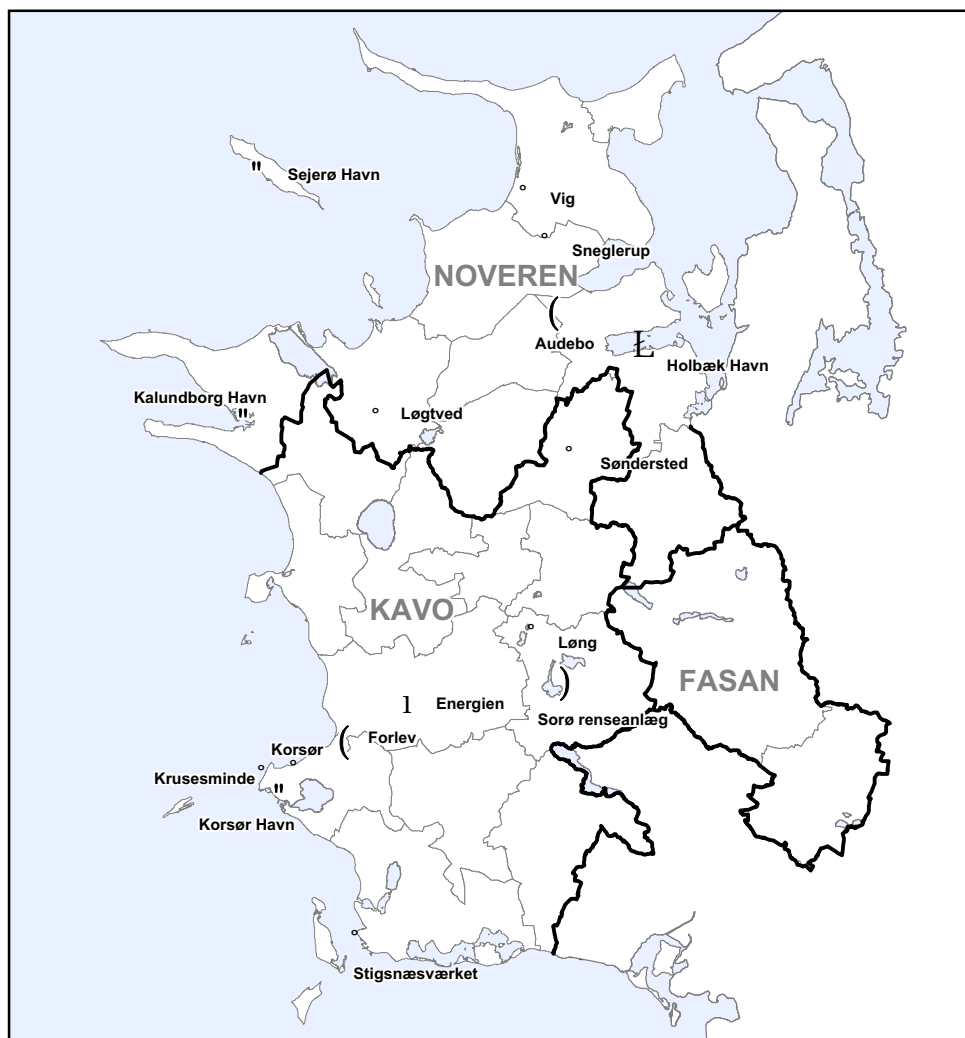 Sejerø Havn
Vig
Sneglerup
NOVEREN
Audebo
Holbæk Havn
Kalundborg Havn
Løgtved
Søndersted
KAVO
Løng
FASAN
Energien
Sorø renseanlæg
Forlev
Korsør
Krusesminde
Korsør Havn
Stigsnæsværket